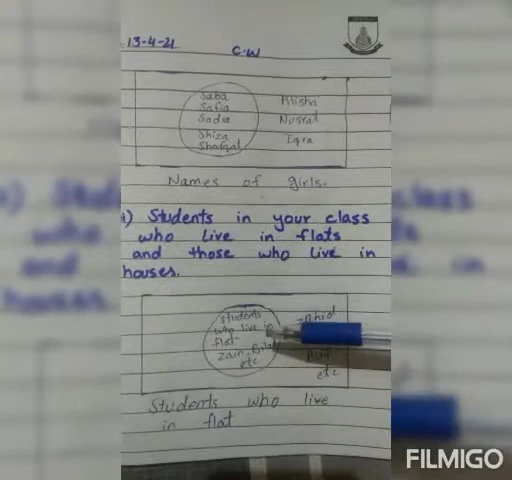 13-4-21
C.W
Saba
Safia
Sadia
Shiza
Shafqat
Alisha
Nusrat
Iqra
Names of girls.
) Students in your class
who live in flats
and those who live in
houses.
Students
who live in
flat
Zain
etc
etc
Students who live
in flat
FILMIGO